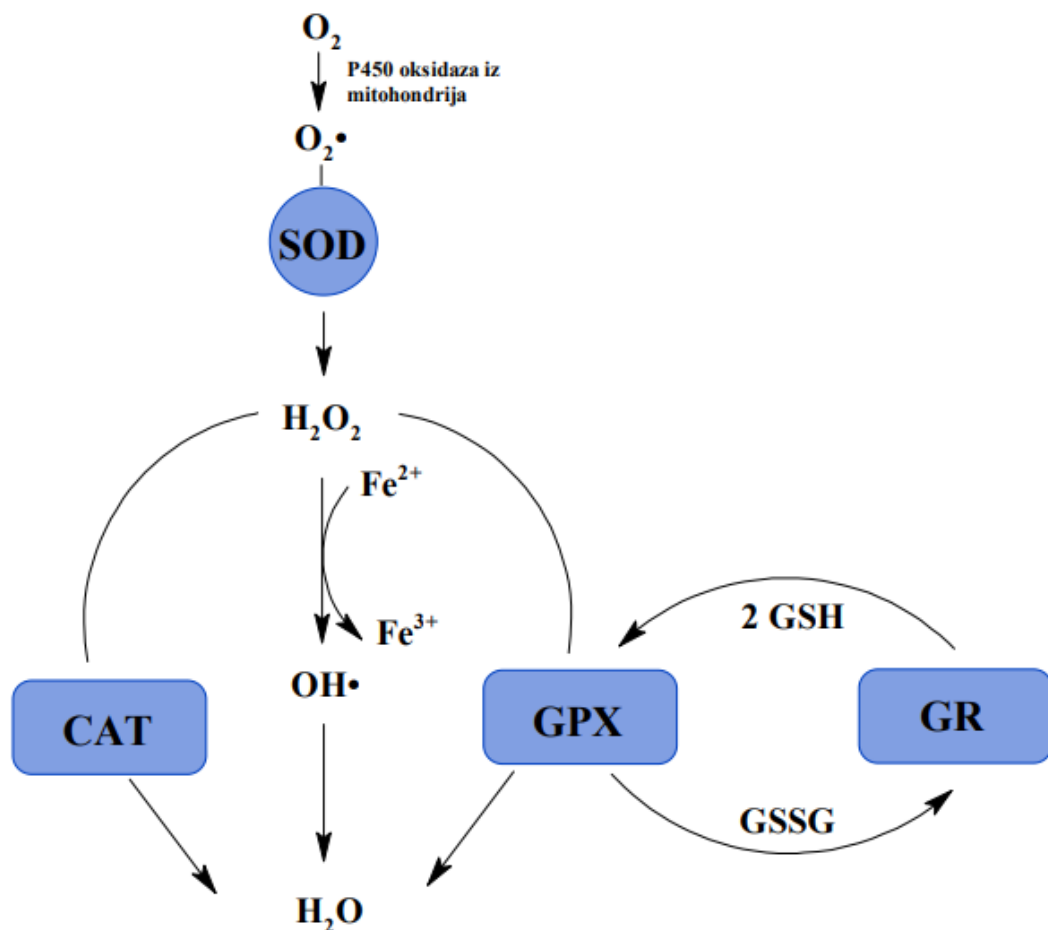 O₂
P450 oksidaza iz
mitohondrija
O₂•
SOD
H₂O₂
Fe²⁺
Fe³⁺
2 GSH
OH•
CAT
GPX
GR
GSSG
H₂O